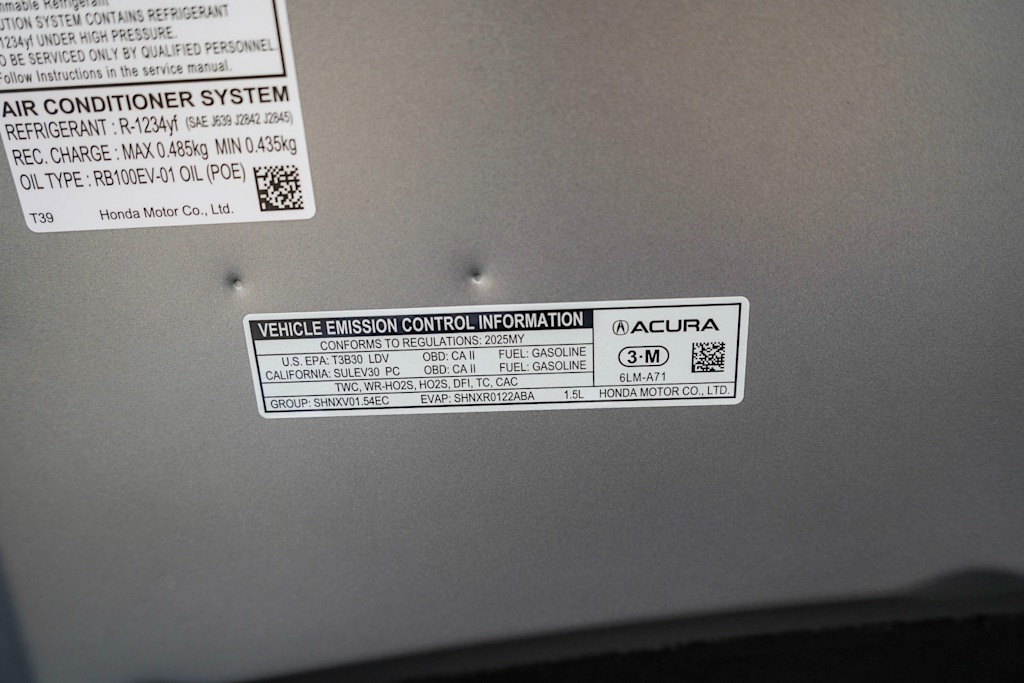 mmable Refrigerant
UTION SYSTEM CONTAINS REFRIGERANT
1234yf UNDER HIGH PRESSURE.
O BE SERVICED ONLY BY QUALIFIED PERSONNEL.
Follow Instructions in the service manual.
AIR CONDITIONER SYSTEM
REFRIGERANT : R-1234yf (SAE J639 J2842 J2845)
REC. CHARGE : MAX 0.485kg MIN 0.435kg
OIL TYPE : RB100EV-01 OIL (POE)
T39 Honda Motor Co., Ltd.
VEHICLE EMISSION CONTROL INFORMATION
CONFORMS TO REGULATIONS: 2025MY
U.S. EPA: T3B30 LDV OBD: CA II FUEL: GASOLINE
CALIFORNIA: SULEV30 PC OBD: CA II FUEL: GASOLINE
TWC, WR-HO2S, HO2S, DFI, TC, CAC
GROUP: SHNXV01.54EC EVAP: SHNXR0122ABA 1.5L
ACURA
3·M
6LM-A71
HONDA MOTOR CO., LTD.